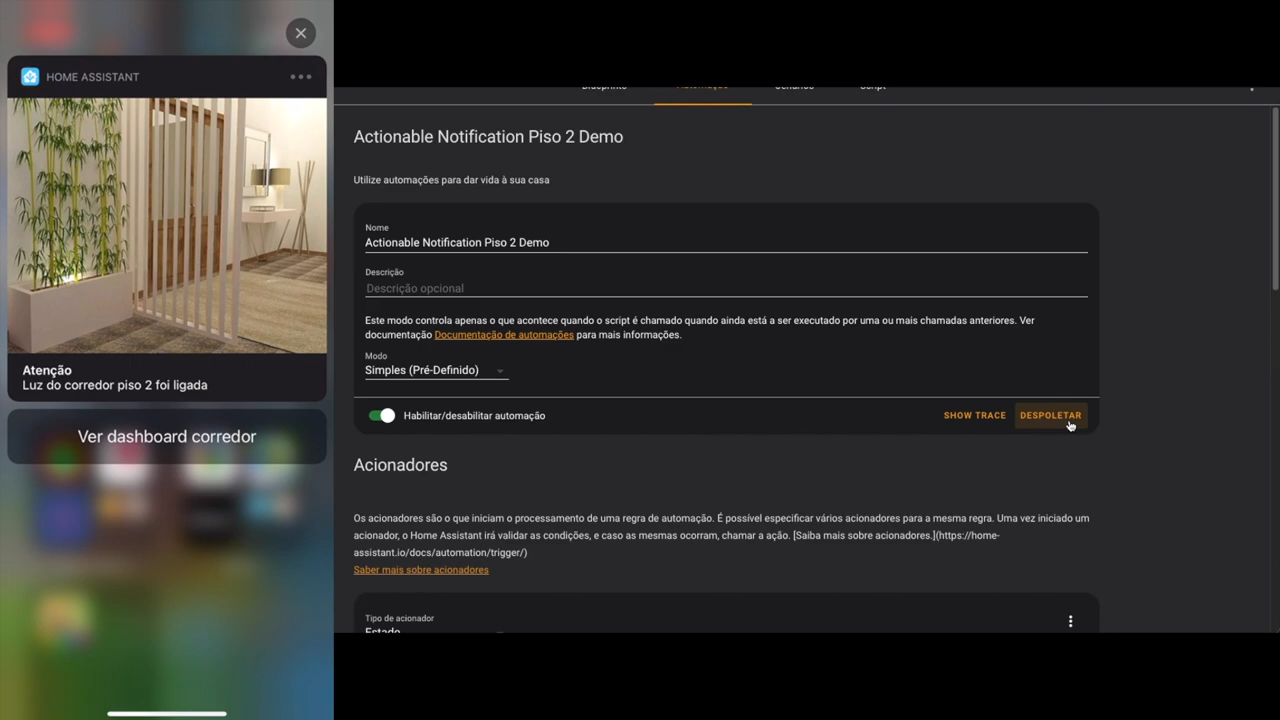 HOME ASSISTANT
Atenção
Luz do corredor piso 2 foi ligada
Ver dashboard corredor
Blueprints Automação Cenários Script
Actionable Notification Piso 2 Demo
Utilize automações para dar vida à sua casa
Nome
Actionable Notification Piso 2 Demo
Descrição
Descrição opcional
Este modo controla apenas o que acontece quando o script é chamado quando ainda está a ser executado por uma ou mais chamadas anteriores. Ver
documentação Documentação de automações para mais informações.
Modo
Simples (Pré-Definido)
Habilitar/desabilitar automação
SHOW TRACE DESPOLETAR
Acionadores
Os acionadores são o que iniciam o processamento de uma regra de automação. É possível especificar vários acionadores para a mesma regra. Uma vez iniciado um
acionador, o Home Assistant irá validar as condições, e caso as mesmas ocorram, chamar a ação. [Saiba mais sobre acionadores.](https://home-
assistant.io/docs/automation/trigger/)
Saber mais sobre acionadores
Tipo de acionador
Estado